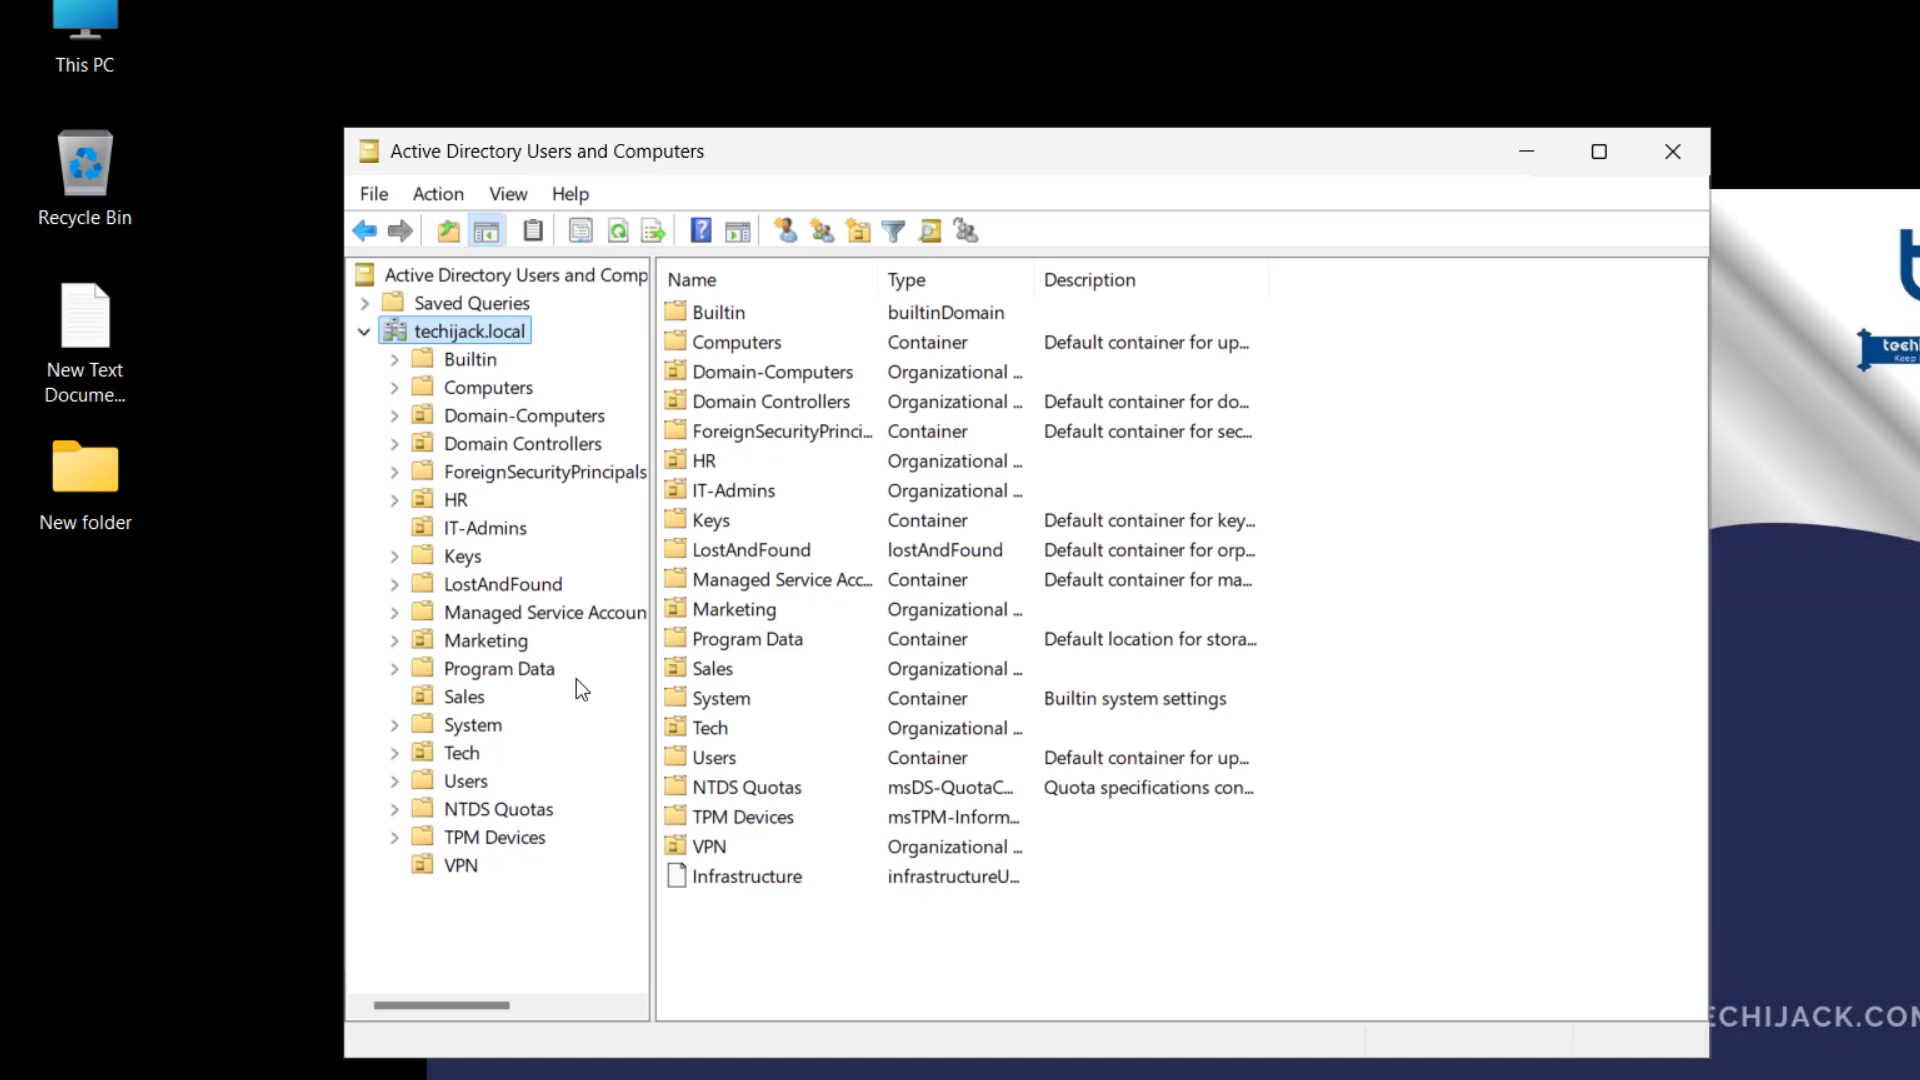 This PC
Recycle Bin
New Text
Docume...
New folder
Active Directory Users and Computers
File Action View Help
Active Directory Users and Comp
Saved Queries
techijack.local
Builtin
Computers
Domain-Computers
Domain Controllers
ForeignSecurityPrincipals
HR
IT-Admins
Keys
LostAndFound
Managed Service Accoun
Marketing
Program Data
Sales
System
Tech
Users
NTDS Quotas
TPM Devices
VPN
Name Type Description
Builtin builtinDomain
Computers Container Default container for up...
Domain-Computers Organizational ...
Domain Controllers Organizational ... Default container for do...
ForeignSecurityPrinci... Container Default container for sec...
HR Organizational ...
IT-Admins Organizational ...
Keys Container Default container for key...
LostAndFound lostAndFound Default container for orp...
Managed Service Acc... Container Default container for ma...
Marketing Organizational ...
Program Data Container Default location for stora...
Sales Organizational ...
System Container Builtin system settings
Tech Organizational ...
Users Container Default container for up...
NTDS Quotas msDS-QuotaC... Quota specifications con...
TPM Devices msTPM-Inform...
VPN Organizational ...
Infrastructure infrastructureU...
t
techi
Keep
ECHIJACK.COM